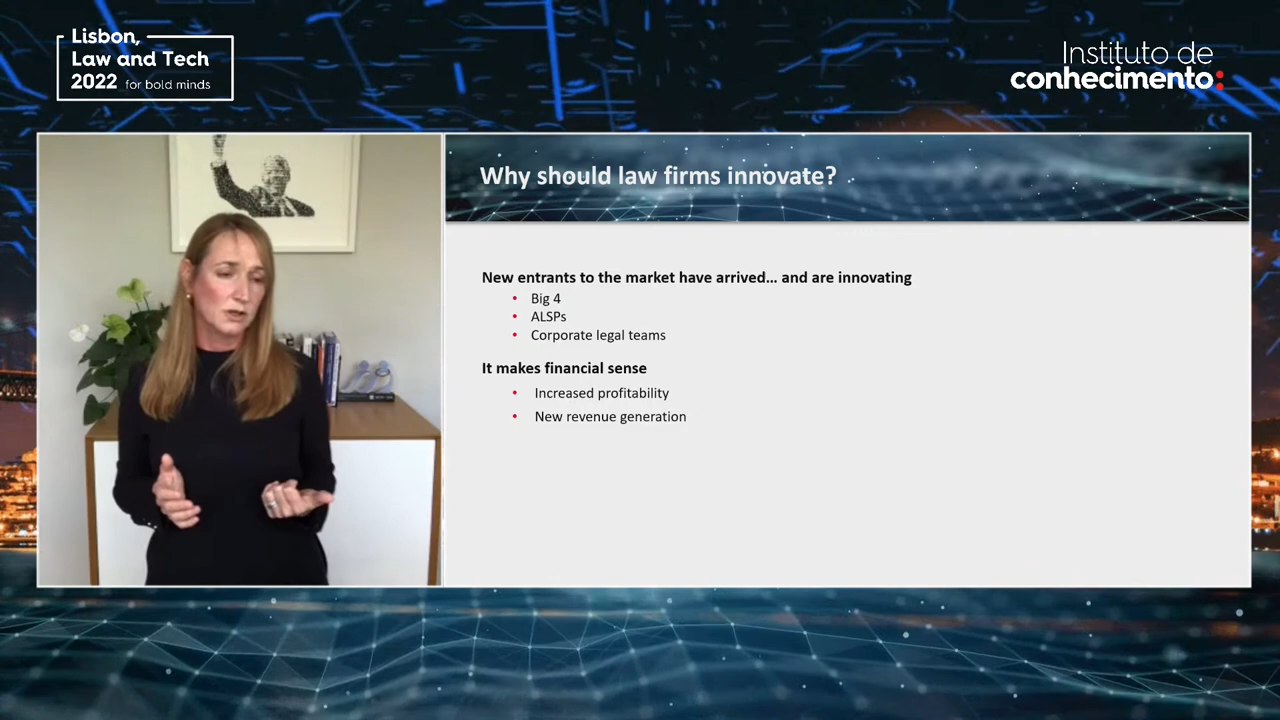 Lisbon,
Law and Tech
2022 for bold minds
Instituto de
conhecimento:
Why should law firms innovate?
New entrants to the market have arrived... and are innovating
• Big 4
• ALSPs
• Corporate legal teams
It makes financial sense
• Increased profitability
• New revenue generation